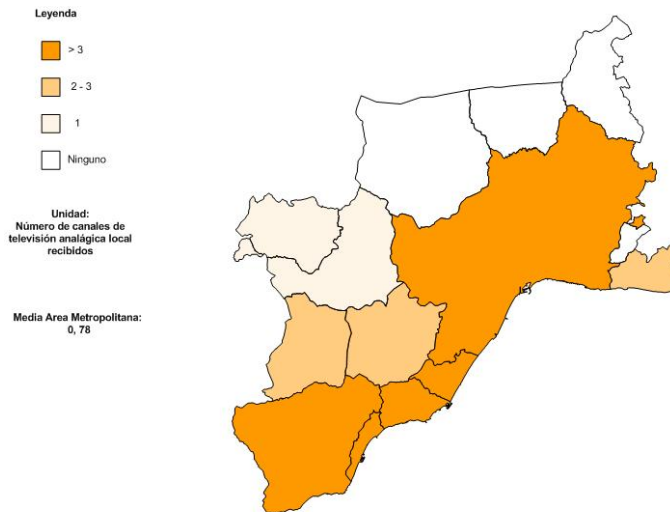 Leyenda
> 3
2 - 3
1
Ninguno
Unidad:
Número de canales de
televisión analágica local
recibidos
Media Area Metropolitana:
0, 78